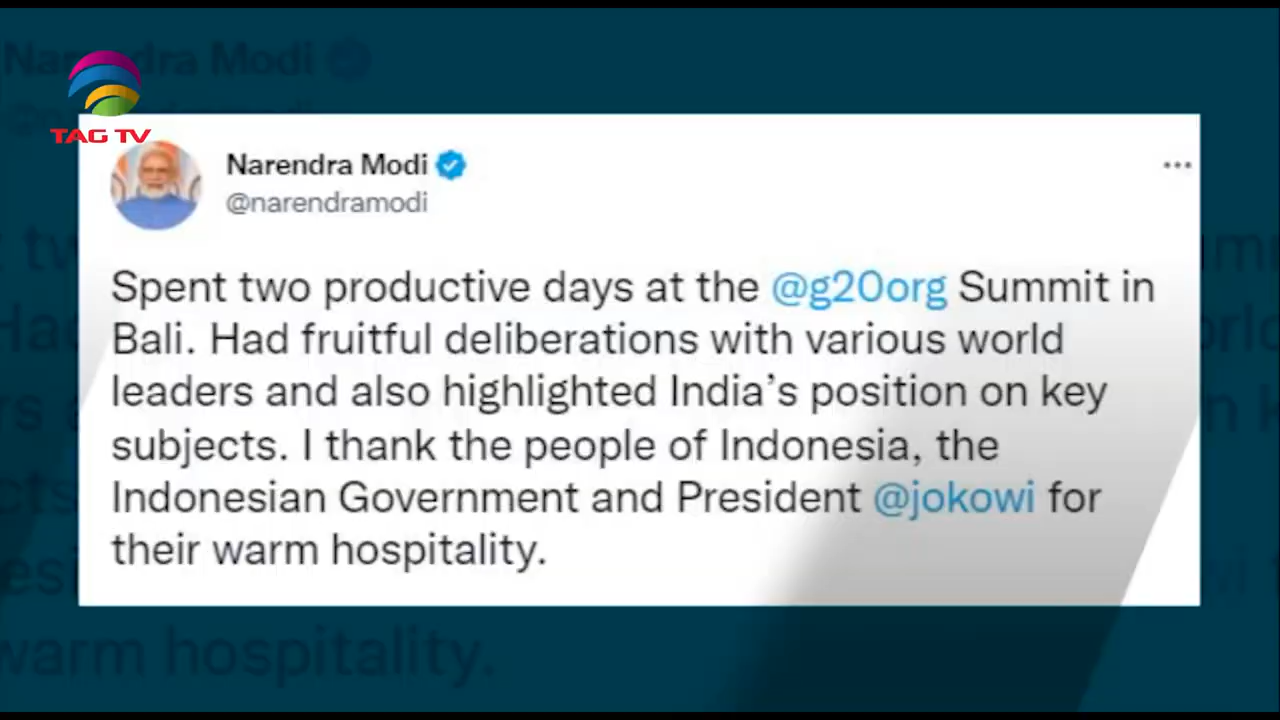 TAG TV
Narendra Modi
@narendramodi
Spent two productive days at the @g20org Summit in
Bali. Had fruitful deliberations with various world
leaders and also highlighted India’s position on key
subjects. I thank the people of Indonesia, the
Indonesian Government and President @jokowi for
their warm hospitality.
warm hospitality.